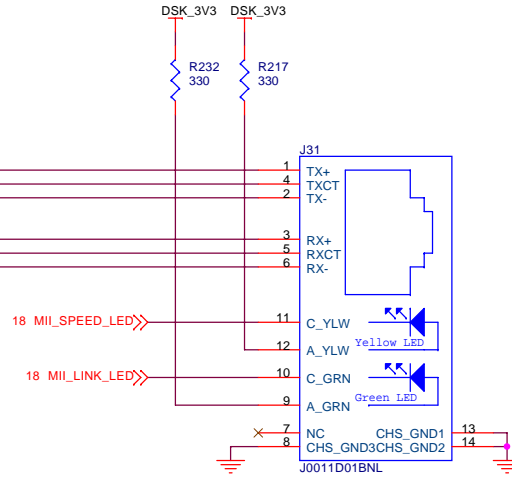 DSK_3V3 DSK_3V3
R232
330
R217
330
J31
1 TX+
4 TXCT
2 TX-
3 RX+
5 RXCT
6 RX-
18 MII_SPEED_LED 11 C_YLW
Yellow LED
12 A_YLW
18 MII_LINK_LED 10 C_GRN
Green LED
9 A_GRN
7 NC CHS_GND1 13
8 CHS_GND3 CHS_GND2 14
J0011D01BNL